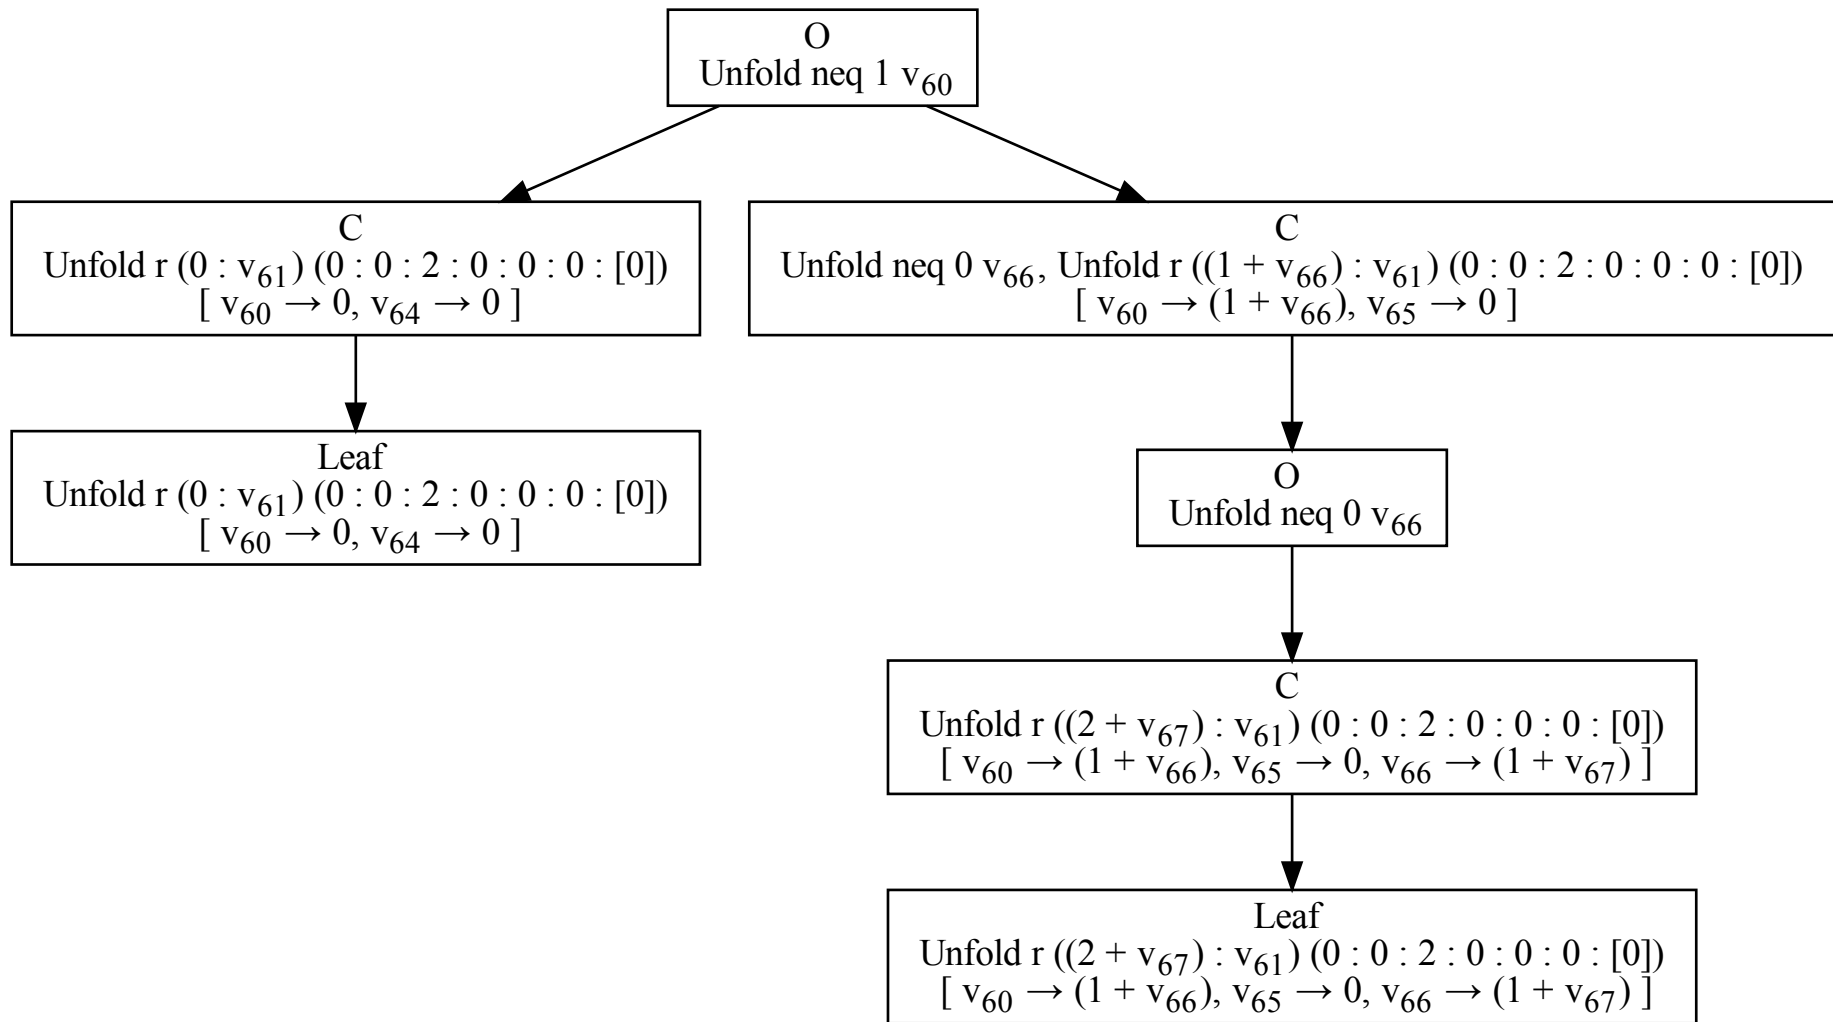 O
Unfold neq 1 v₆₀
C
Unfold r (0 : v₆₁) (0 : 0 : 2 : 0 : 0 : 0 : [0])
[ v₆₀ → 0, v₆₄ → 0 ]
C
Unfold neq 0 v₆₆, Unfold r ((1 + v₆₆) : v₆₁) (0 : 0 : 2 : 0 : 0 : 0 : [0])
[ v₆₀ → (1 + v₆₆), v₆₅ → 0 ]
Leaf
Unfold r (0 : v₆₁) (0 : 0 : 2 : 0 : 0 : 0 : [0])
[ v₆₀ → 0, v₆₄ → 0 ]
O
Unfold neq 0 v₆₆
C
Unfold r ((2 + v₆₇) : v₆₁) (0 : 0 : 2 : 0 : 0 : 0 : [0])
[ v₆₀ → (1 + v₆₆), v₆₅ → 0, v₆₆ → (1 + v₆₇) ]
Leaf
Unfold r ((2 + v₆₇) : v₆₁) (0 : 0 : 2 : 0 : 0 : 0 : [0])
[ v₆₀ → (1 + v₆₆), v₆₅ → 0, v₆₆ → (1 + v₆₇) ]